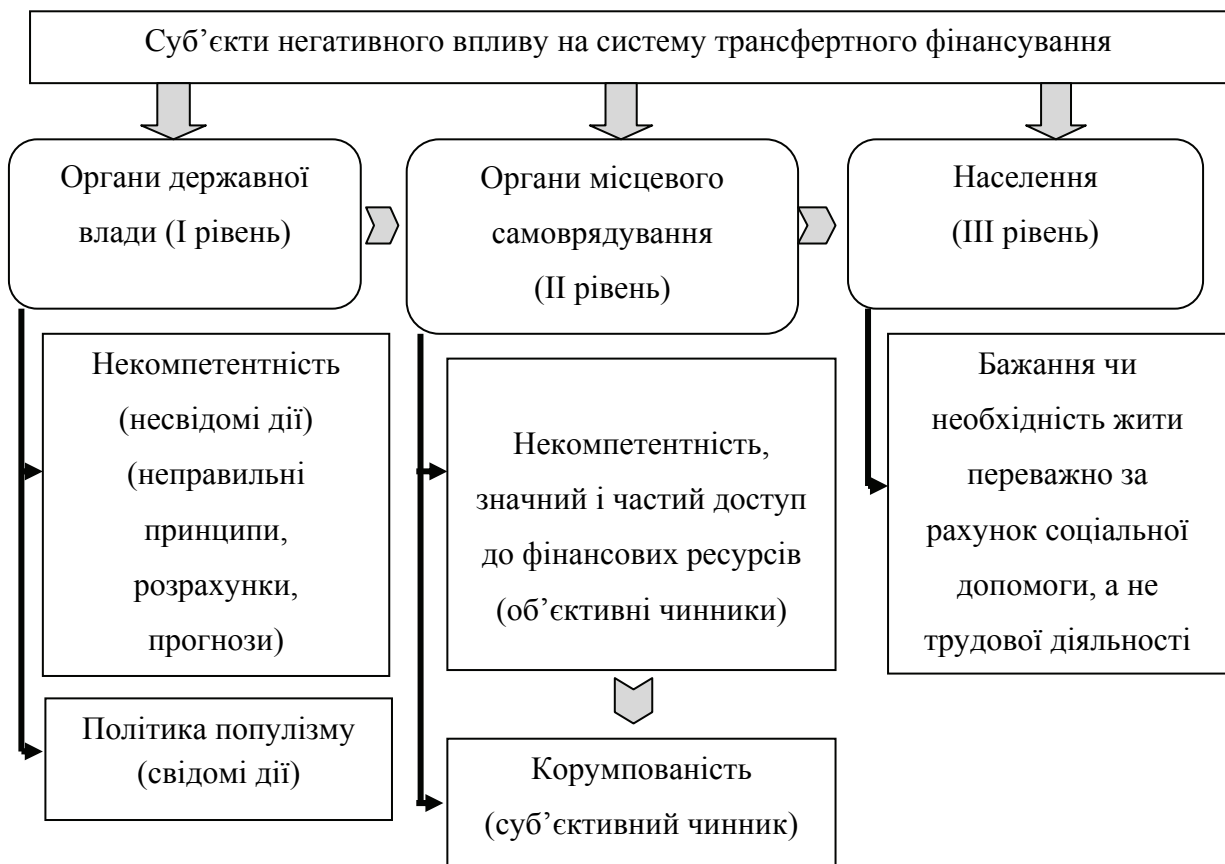 Суб’єкти негативного впливу на систему трансфертного фінансування
Органи державної
влади (І рівень)
Органи місцевого
самоврядування
(ІІ рівень)
Населення
(ІІІ рівень)
Некомпетентність
(несвідомі дії)
(неправильні
принципи,
розрахунки,
прогнози)
Політика популізму
(свідомі дії)
Некомпетентність,
значний і частий доступ
до фінансових ресурсів
(об’єктивні чинники)
Корумпованість
(суб’єктивний чинник)
Бажання чи
необхідність жити
переважно за
рахунок соціальної
допомоги, а не
трудової діяльності